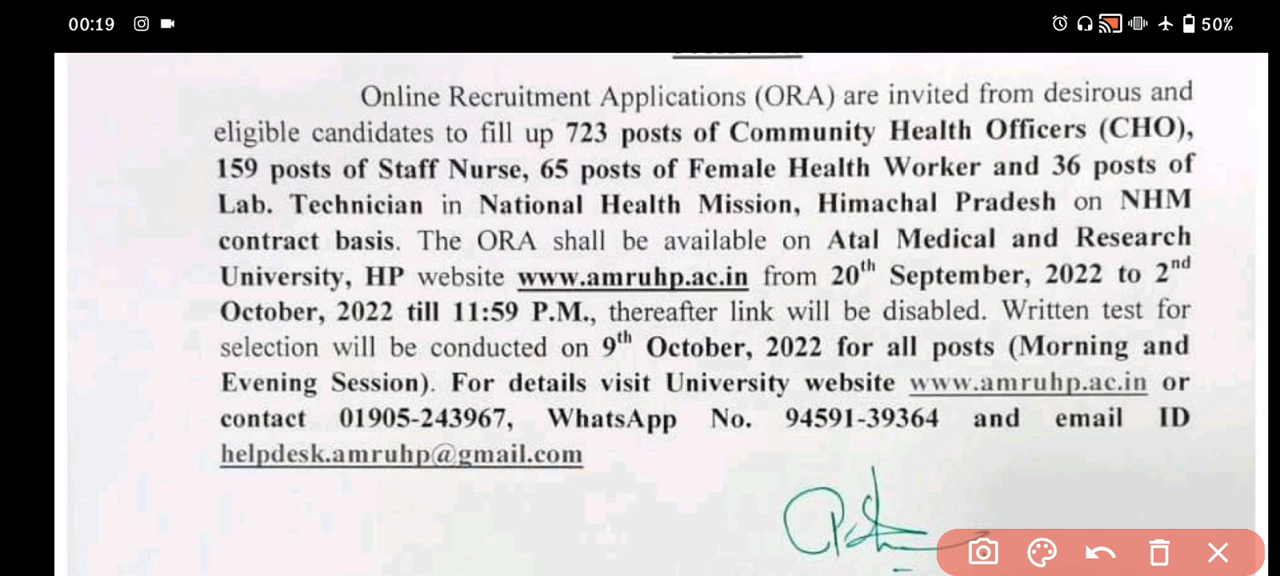 00:19
50%
Online Recruitment Applications (ORA) are invited from desirous and
eligible candidates to fill up 723 posts of Community Health Officers (CHO),
159 posts of Staff Nurse, 65 posts of Female Health Worker and 36 posts of
Lab. Technician in National Health Mission, Himachal Pradesh on NHM
contract basis. The ORA shall be available on Atal Medical and Research
University, HP website www.amruhp.ac.in from 20th September, 2022 to 2nd
October, 2022 till 11:59 P.M., thereafter link will be disabled. Written test for
selection will be conducted on 9th October, 2022 for all posts (Morning and
Evening Session). For details visit University website www.amruhp.ac.in or
contact 01905-243967, WhatsApp No. 94591-39364 and email ID
helpdesk.amruhp@gmail.com